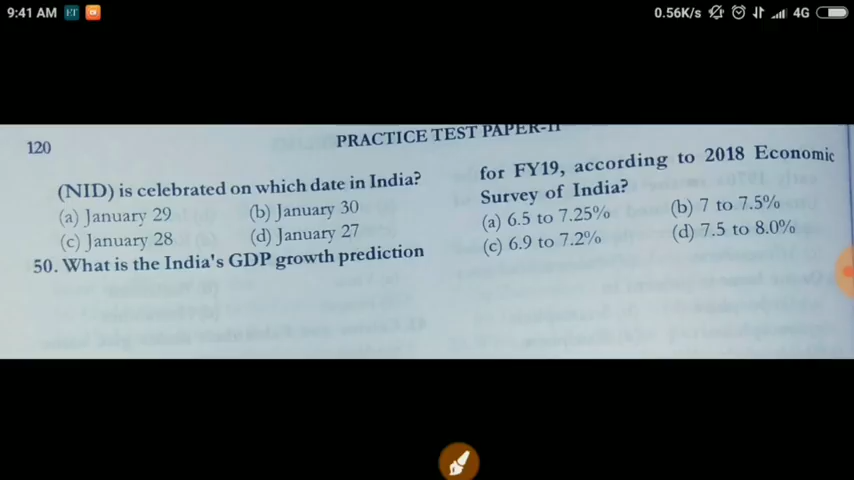 9:41 AM ET
0.56K/s 4G
120
PRACTICE TEST PAPER-II
(NID) is celebrated on which date in India?
(a) January 29 (b) January 30
(c) January 28 (d) January 27
50. What is the India's GDP growth prediction
for FY19, according to 2018 Economic
Survey of India?
(a) 6.5 to 7.25% (b) 7 to 7.5%
(c) 6.9 to 7.2% (d) 7.5 to 8.0%